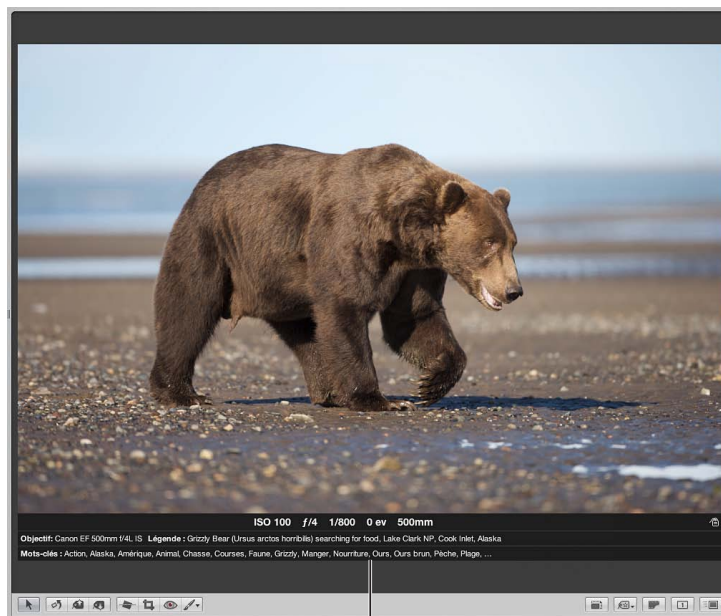 ISO 100 ƒ/4 1/800 0 ev 500mm
Objectif: Canon EF 500mm f/4L IS Légende : Grizzly Bear (Ursus arctos horribilis) searching for food, Lake Clark NP, Cook Inlet, Alaska
Mots-clés : Action, Alaska, Amérique, Animal, Chasse, Courses, Faune, Grizzly, Manger, Nourriture, Ours, Ours brun, Pèche, Plage, ...